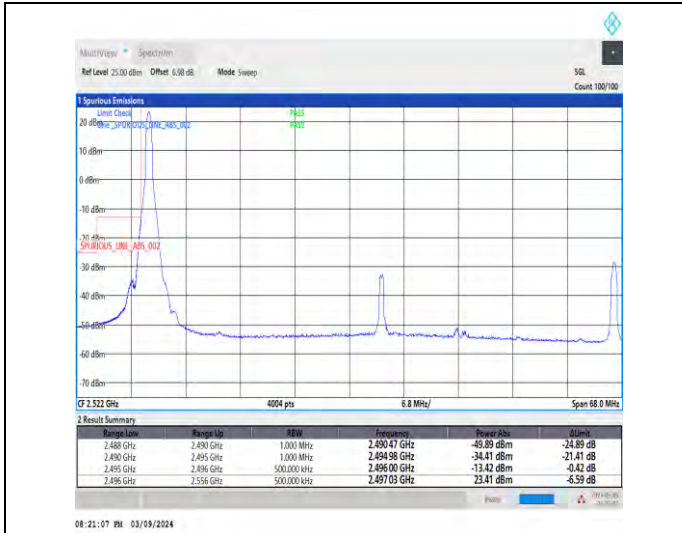 MultiView Spectrum
Ref Level 25.00 dBm Offset 6.98 dB Mode Sweep SGL
Count 100/100
1 Spurious Emissions
Limit Check PASS
20 dBm Line _SPURIOUS_LINE_ABS_002 PASS
10 dBm
0 dBm
-10 dBm
-20 dBm
_SPURIOUS_LINE_ABS_002
-30 dBm
-40 dBm
-50 dBm
-60 dBm
-70 dBm
CF 2.522 GHz 4004 pts 6.8 MHz/ Span 68.0 MHz
2 Result Summary
Range Low Range Up RBW Frequency Power Abs ΔLimit
2.488 GHz 2.490 GHz 1.000 MHz 2.490 47 GHz -49.89 dBm -24.89 dB
2.490 GHz 2.495 GHz 1.000 MHz 2.494 98 GHz -34.41 dBm -21.41 dB
2.495 GHz 2.496 GHz 500.000 kHz 2.496 00 GHz -13.42 dBm -0.42 dB
2.496 GHz 2.556 GHz 500.000 kHz 2.497 03 GHz 23.41 dBm -6.59 dB
08:21:07 PM 03/09/2024